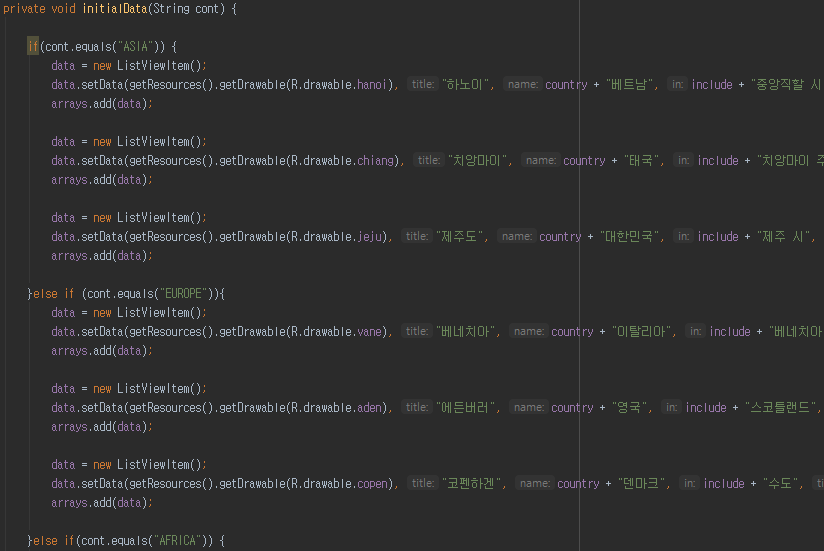 private void initialData(String cont) {
if(cont.equals("ASIA")) {
data = new ListViewItem();
data.setData(getResources().getDrawable(R.drawable.hanoi), title: "하노이", name: country + "베트남", in: include + "중앙직할 시
arrays.add(data);
data = new ListViewItem();
data.setData(getResources().getDrawable(R.drawable.chiang), title: "치앙마이", name: country + "태국", in: include + "치앙마이 주
arrays.add(data);
data = new ListViewItem();
data.setData(getResources().getDrawable(R.drawable.jeju), title: "제주도", name: country + "대한민국", in: include + "제주 시",
arrays.add(data);
}else if (cont.equals("EUROPE")){
data = new ListViewItem();
data.setData(getResources().getDrawable(R.drawable.vane), title: "베네치아", name: country + "이탈리아", in: include + "베네치아
arrays.add(data);
data = new ListViewItem();
data.setData(getResources().getDrawable(R.drawable.aden), title: "에든버러", name: country + "영국", in: include + "스코틀랜드",
arrays.add(data);
data = new ListViewItem();
data.setData(getResources().getDrawable(R.drawable.copen), title: "코펜하겐", name: country + "덴마크", in: include + "수도", ti
arrays.add(data);
}else if(cont.equals("AFRICA")) {